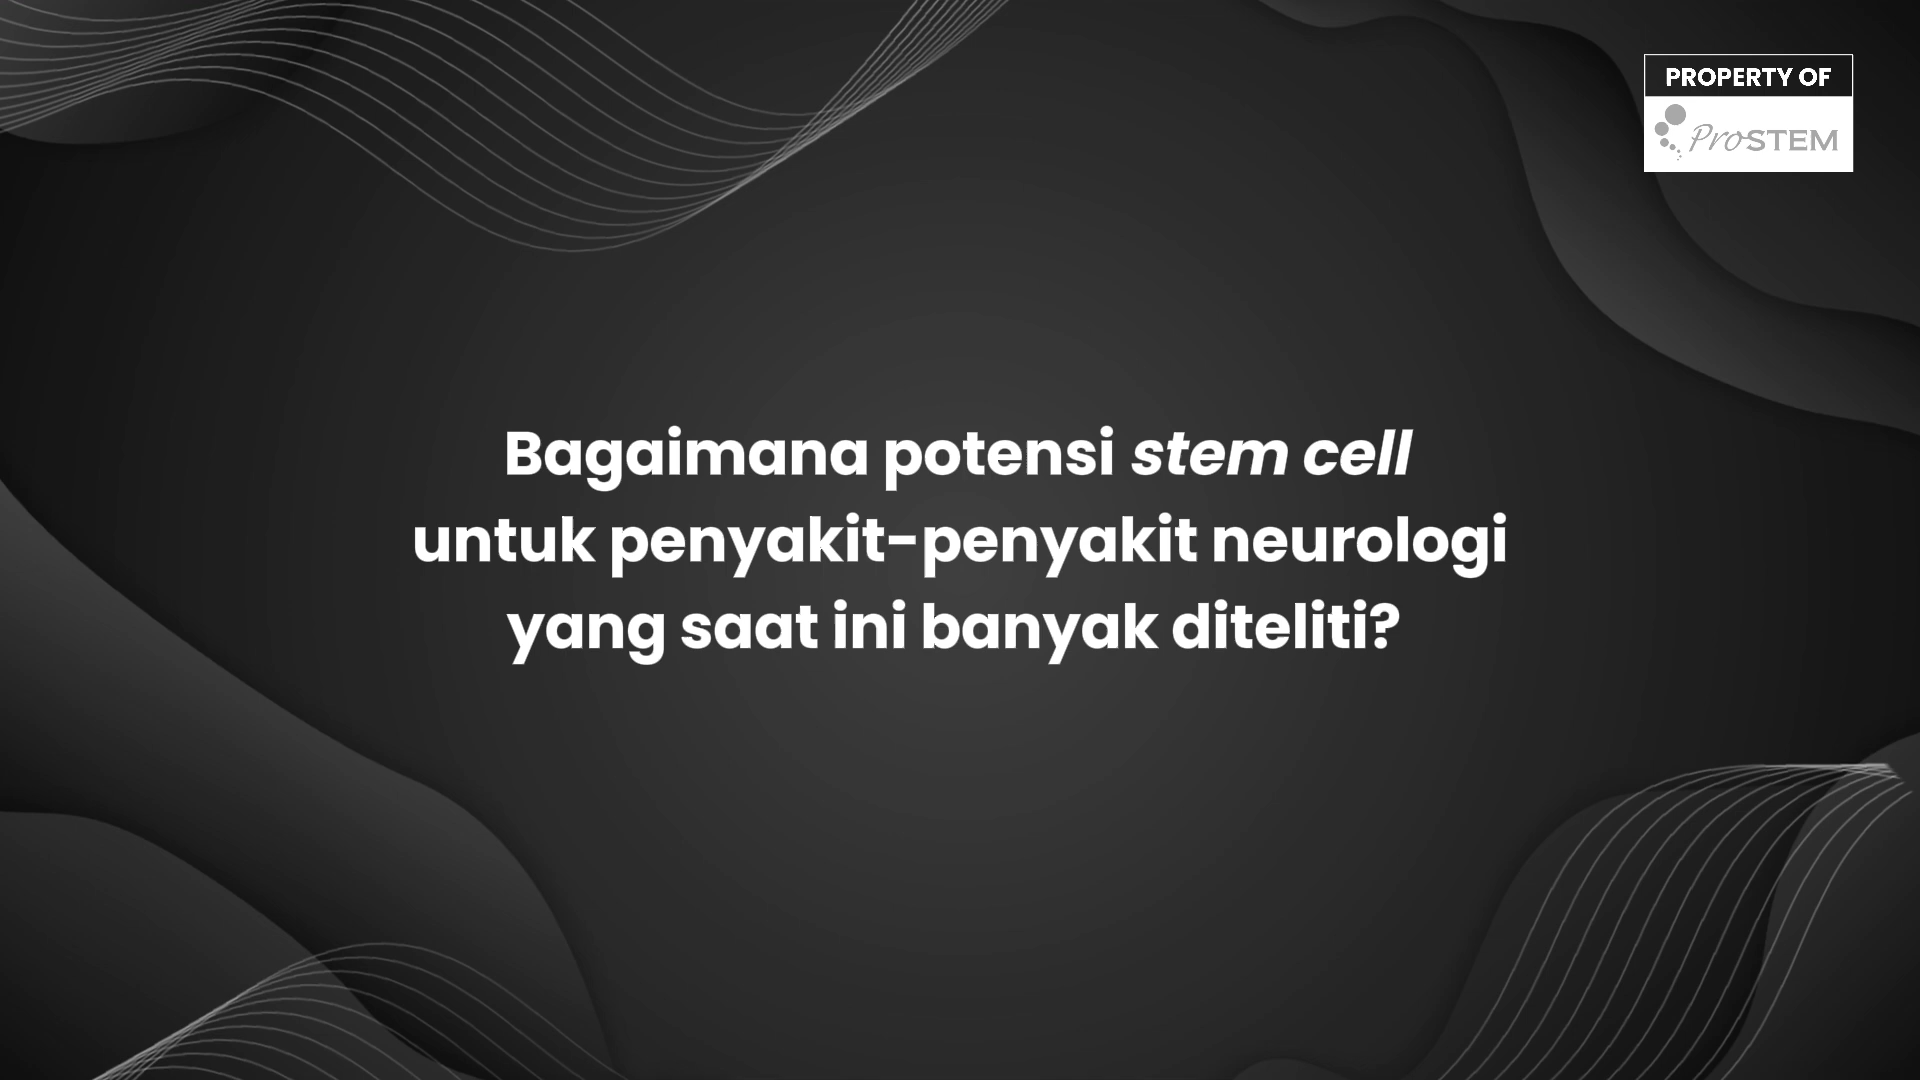 PROPERTY OF
ProSTEM
Bagaimana potensi stem cell
untuk penyakit-penyakit neurologi
yang saat ini banyak diteliti?